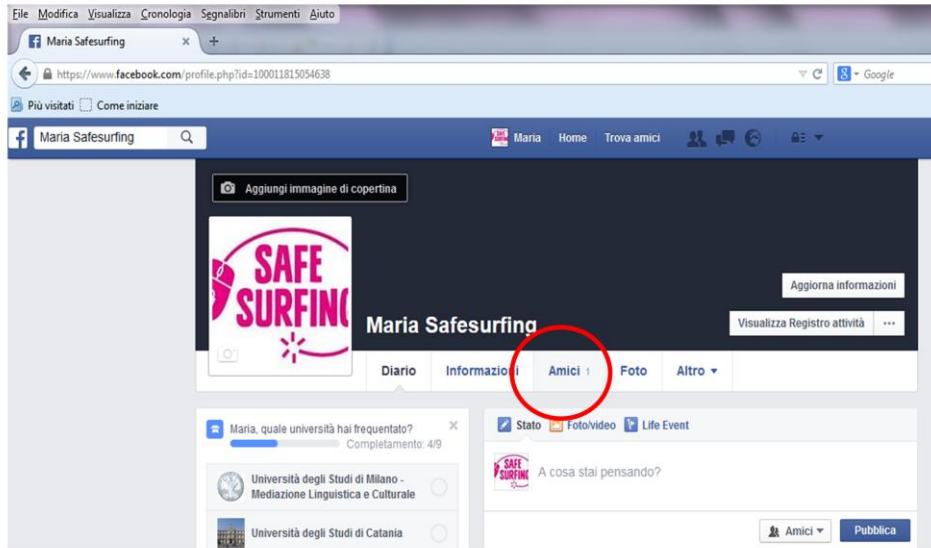 File Modifica Visualizza Cronologia Segnalibri Strumenti Aiuto
Maria Safesurfing × +
https://www.facebook.com/profile.php?id=100011815054638 Google
Più visitati Come iniziare
Maria Safesurfing Maria Home Trova amici
Aggiungi immagine di copertina
SAFE
SURFING
Aggiorna informazioni
Maria Safesurfing Visualizza Registro attività ...
Diario Informazioni Amici 1 Foto Altro
Maria, quale università hai frequentato? ×
Completamento: 4/9
Università degli Studi di Milano -
Mediazione Linguistica e Culturale
Università degli Studi di Catania
Stato Foto/video Life Event
SAFE
SURFING
A cosa stai pensando?
Amici Pubblica